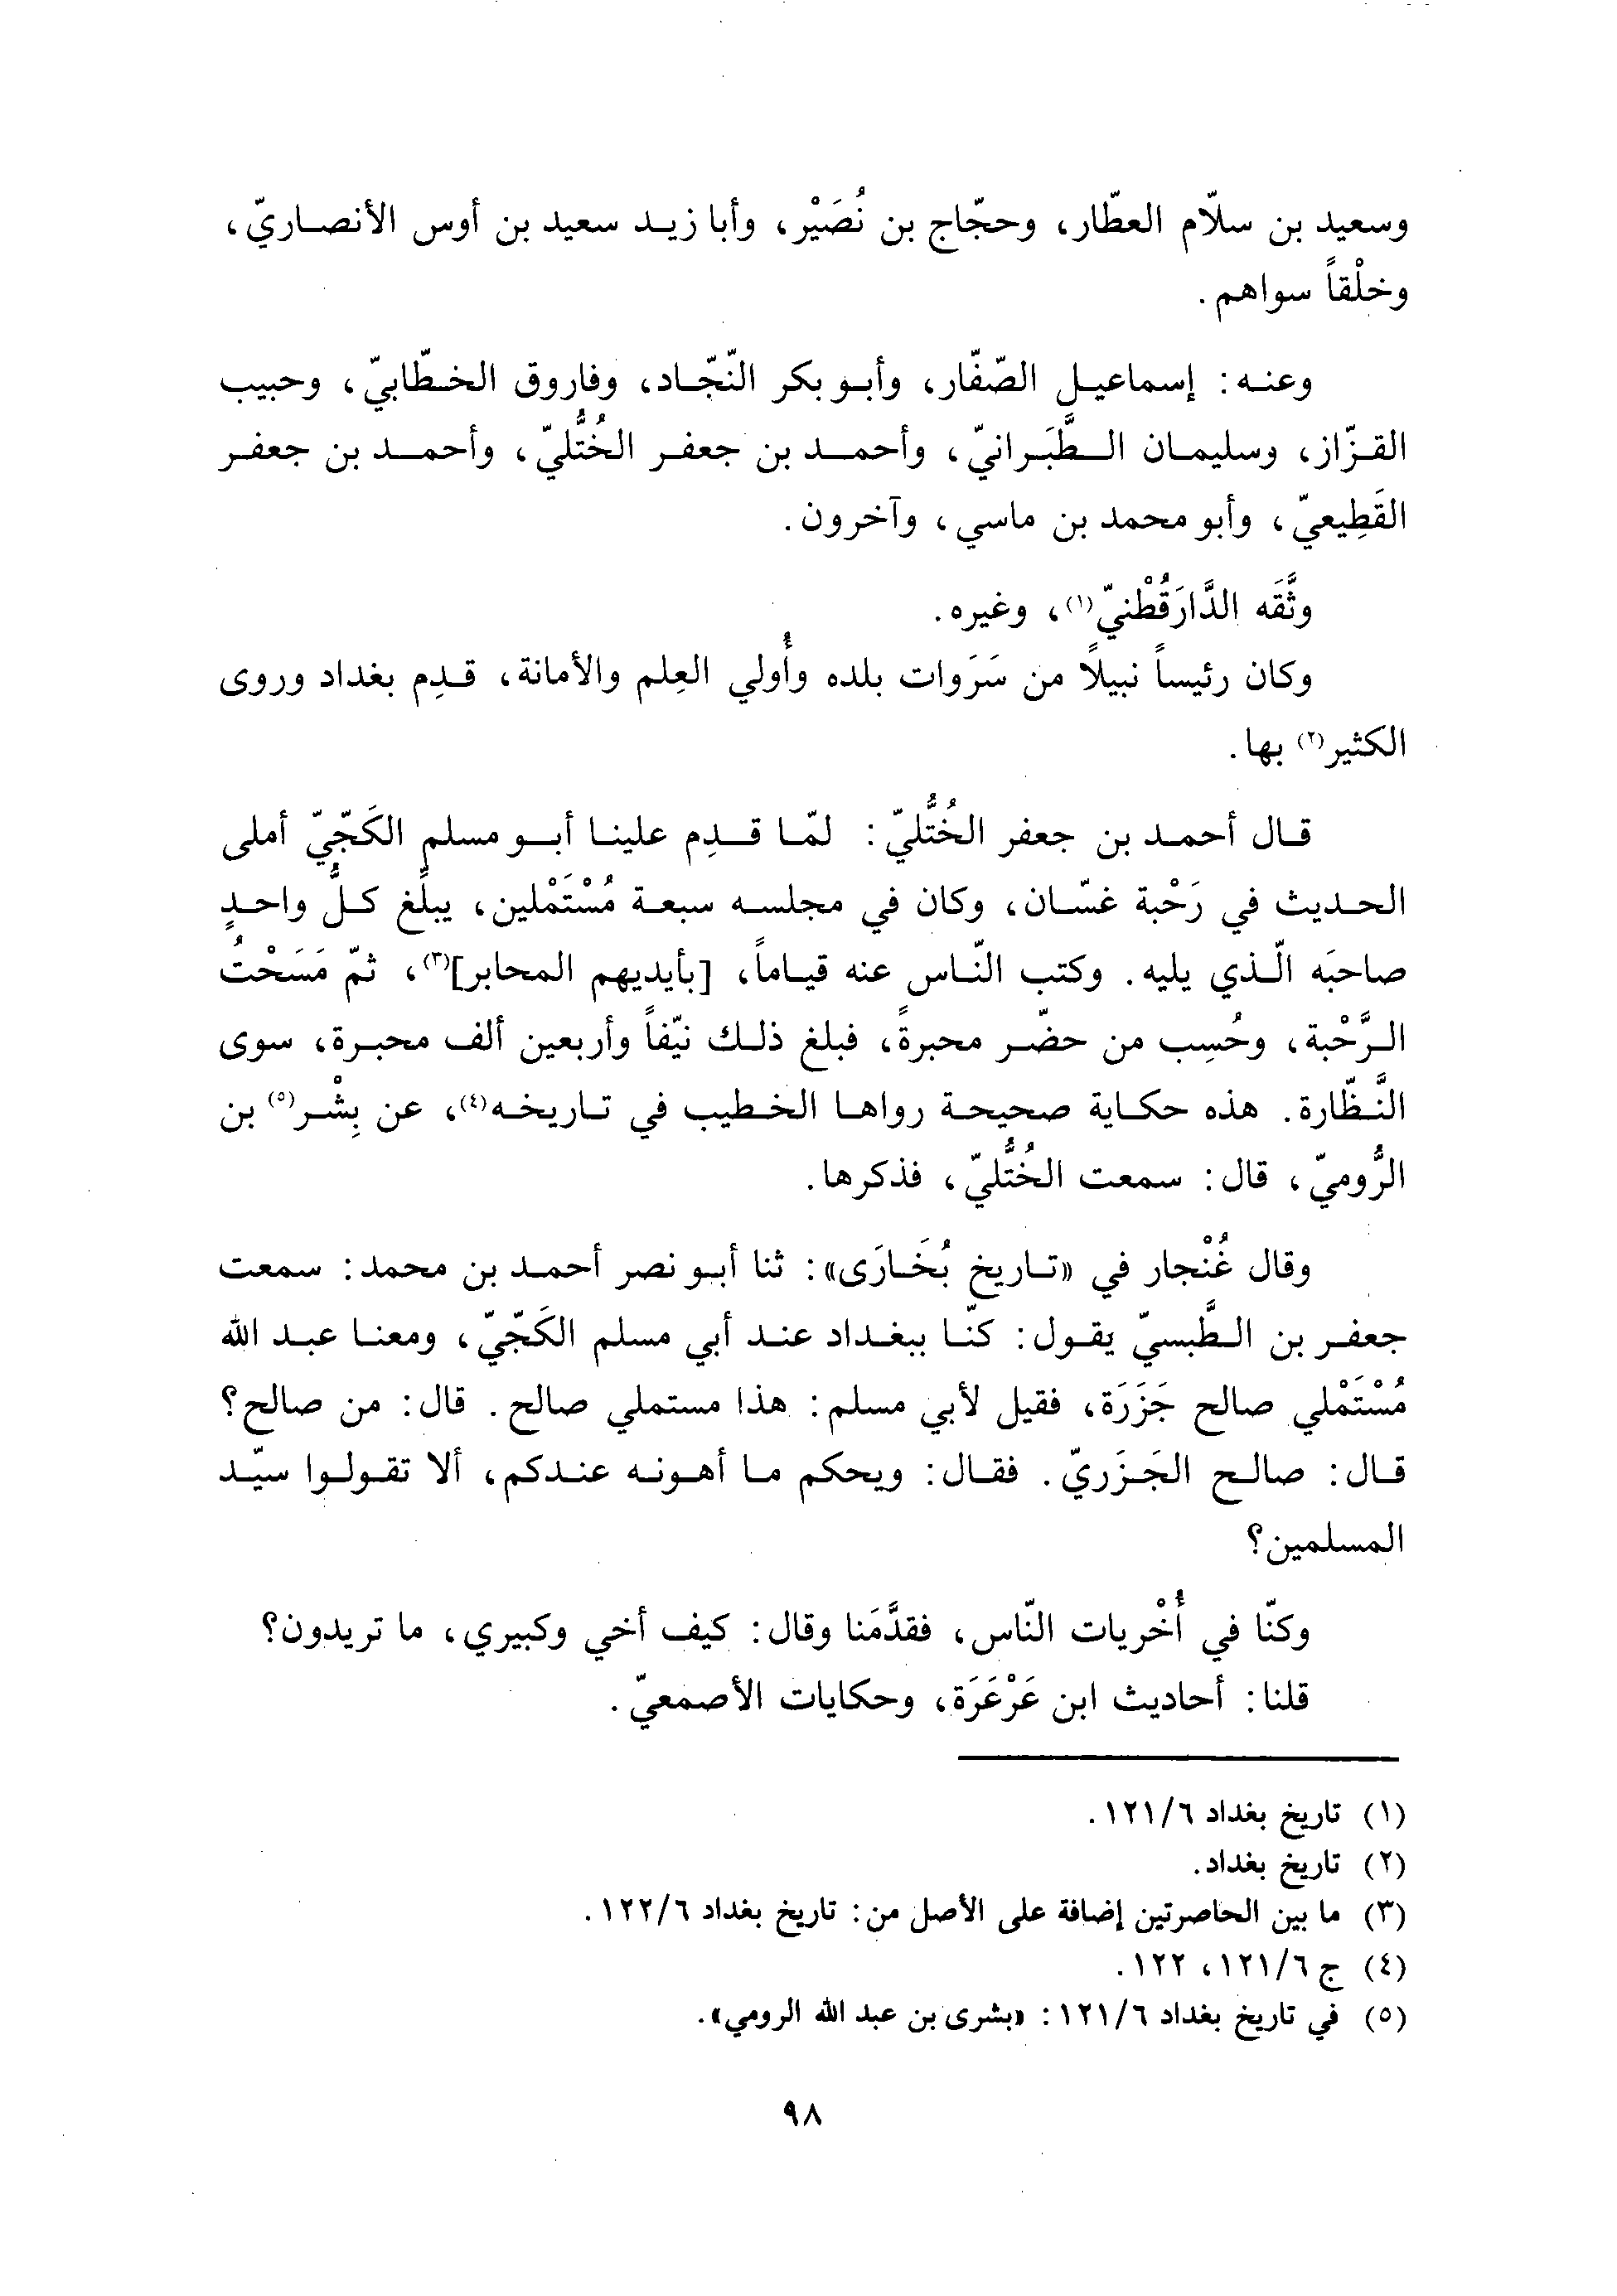 وسعيد بن سلّام العطّار، وحجّاج بن نُصَيْر، وأبا زيد سعيد بن أوس الأنصاريّ،
وخلْقاً سواهم.
وعنه: إسماعيل الصّفّار، وأبو بكر النّجّاد، وفاروق الخطّابيّ، وحبيب
القزّاز، وسليمان الطَّبَرانيّ، وأحمد بن جعفر الخُتُّليّ، وأحمد بن جعفر
القَطِيعيّ، وأبو محمد بن ماسي، وآخرون.
وثَّقَه الدَّارَقُطْنيّ(١)، وغيره.
وكان رئيساً نبيلاً من سَرَوات بلده وأُولي العِلم والأمانة، قدِم بغداد وروى
الكثير(٢) بها.
قال أحمد بن جعفر الخُتُّليّ: لمّا قدِم علينا أبو مسلم الكَجّيّ أملى
الحديث في رَحْبة غسّان، وكان في مجلسه سبعة مُسْتَمْلين، يبلّغ كلُّ واحدٍ
صاحبَه الّذي يليه. وكتب النّاس عنه قياماً، [بأيديهم المحابر](٣)، ثمّ مَسَحْتُ
الرَّحْبة، وحُسِب من حضّر محبرةً، فبلغ ذلك نيّفاً وأربعين ألف محبرة، سوى
النَّظّارة. هذه حكاية صحيحة رواها الخطيب في تاريخه(٤)، عن بِشْر(٥) بن
الرُّوميّ، قال: سمعت الخُتُّليّ، فذكرها.
وقال غُنْجار في «تاريخ بُخَارَى»: ثنا أبو نصر أحمد بن محمد: سمعت
جعفر بن الطَّبسيّ يقول: كنّا ببغداد عند أبي مسلم الكَجّيّ، ومعنا عبد الله
مُسْتَمْلي صالح جَزَرَة، فقيل لأبي مسلم: هذا مستملي صالح. قال: من صالح؟
قال: صالح الجَزَريّ. فقال: ويحكم ما أهونه عندكم، ألا تقولوا سيّد
المسلمين؟
وكنّا في أُخْريات النّاس، فقدَّمَنا وقال: كيف أخي وكبيري، ما تريدون؟
قلنا: أحاديث ابن عَرْعَرَة، وحكايات الأصمعيّ.
(١) تاريخ بغداد ١٢١/٦.
(٢) تاريخ بغداد.
(٣) ما بين الحاصرتين إضافة على الأصل من: تاريخ بغداد ١٢٢/٦.
(٤) ج ١٢١/٦، ١٢٢.
(٥) في تاريخ بغداد ١٢١/٦: «بشرى بن عبد الله الرومي».
٩٨